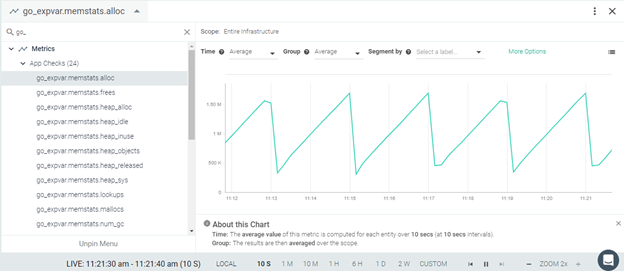 go_expvar.memstats.alloc
go_
Metrics
App Checks (24)
go_expvar.memstats.alloc
go_expvar.memstats.frees
go_expvar.memstats.heap_alloc
go_expvar.memstats.heap_idle
go_expvar.memstats.heap_inuse
go_expvar.memstats.heap_objects
go_expvar.memstats.heap_released
go_expvar.memstats.heap_sys
go_expvar.memstats.lookups
go_expvar.memstats.mallocs
go_expvar.memstats.num_gc
Unpin Menu
Scope: Entire infrastructure
Time Average Group Average Segment by Select a label... More Options
1.50 M
1 M
500 K
0
11:12 11:13 11:14 11:15 11:16 11:17 11:18 11:19 11:20 11:21
About this Chart
Time: The average value of this metric is computed for each entity over 10 secs (at 10 secs intervals).
Group: The results are then averaged over the scope.
LIVE: 11:21:30 am - 11:21:40 am (10 S) LOCAL 10 S 1 M 10 M 1 H 6 H 1 D 2 W CUSTOM ZOOM 2x